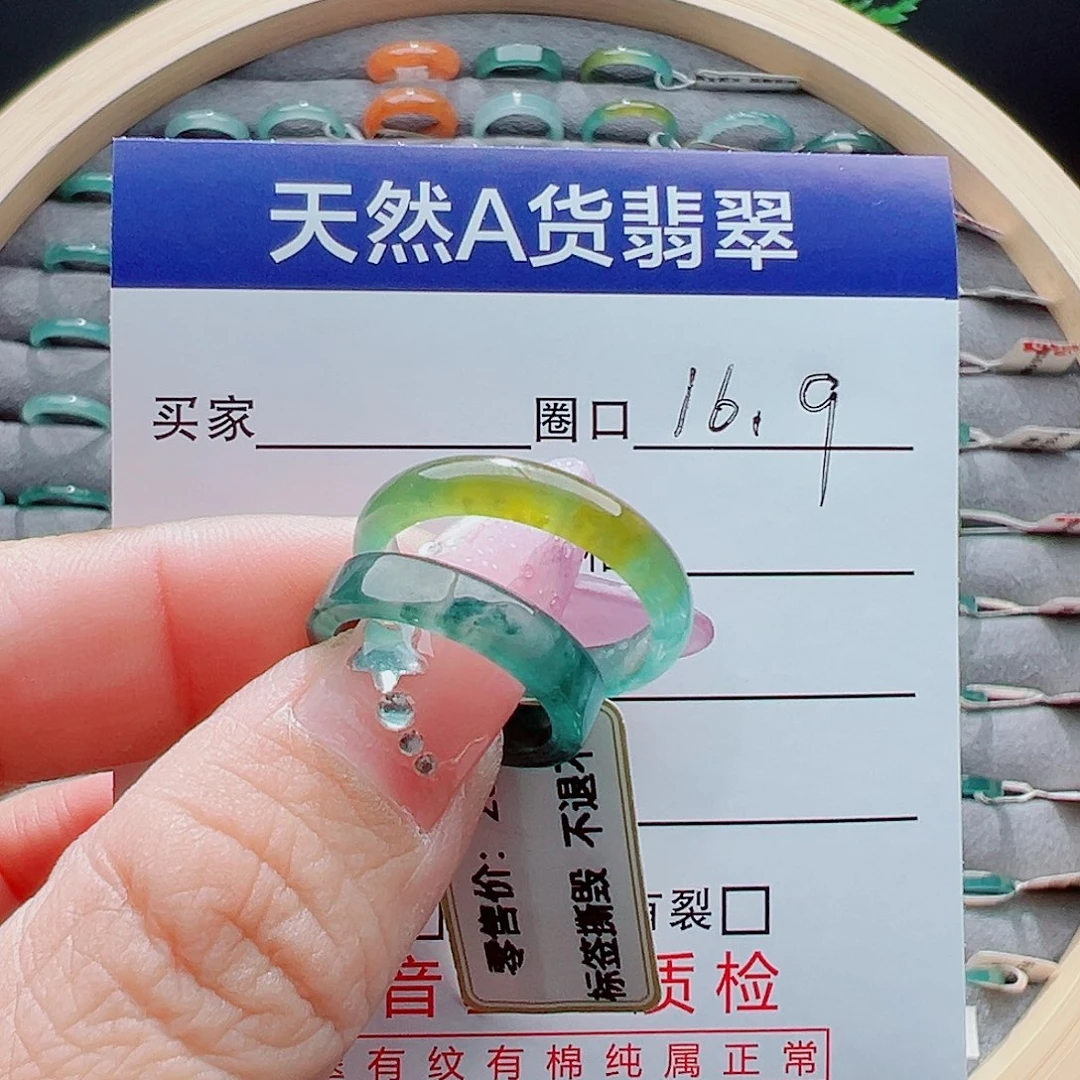 天然A货翡翠
买家
圈口 16.9
有裂
音
质检
有纹有棉纯属正常
零售价:
标签撕毁 不退